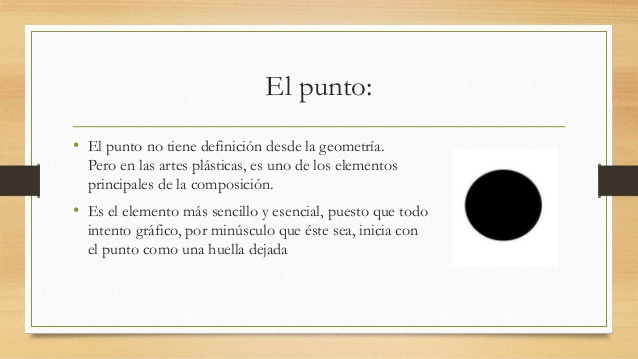 El punto:
• El punto no tiene definición desde la geometría.
Pero en las artes plásticas, es uno de los elementos
principales de la composición.
• Es el elemento más sencillo y esencial, puesto que todo
intento gráfico, por minúsculo que éste sea, inicia con
el punto como una huella dejada